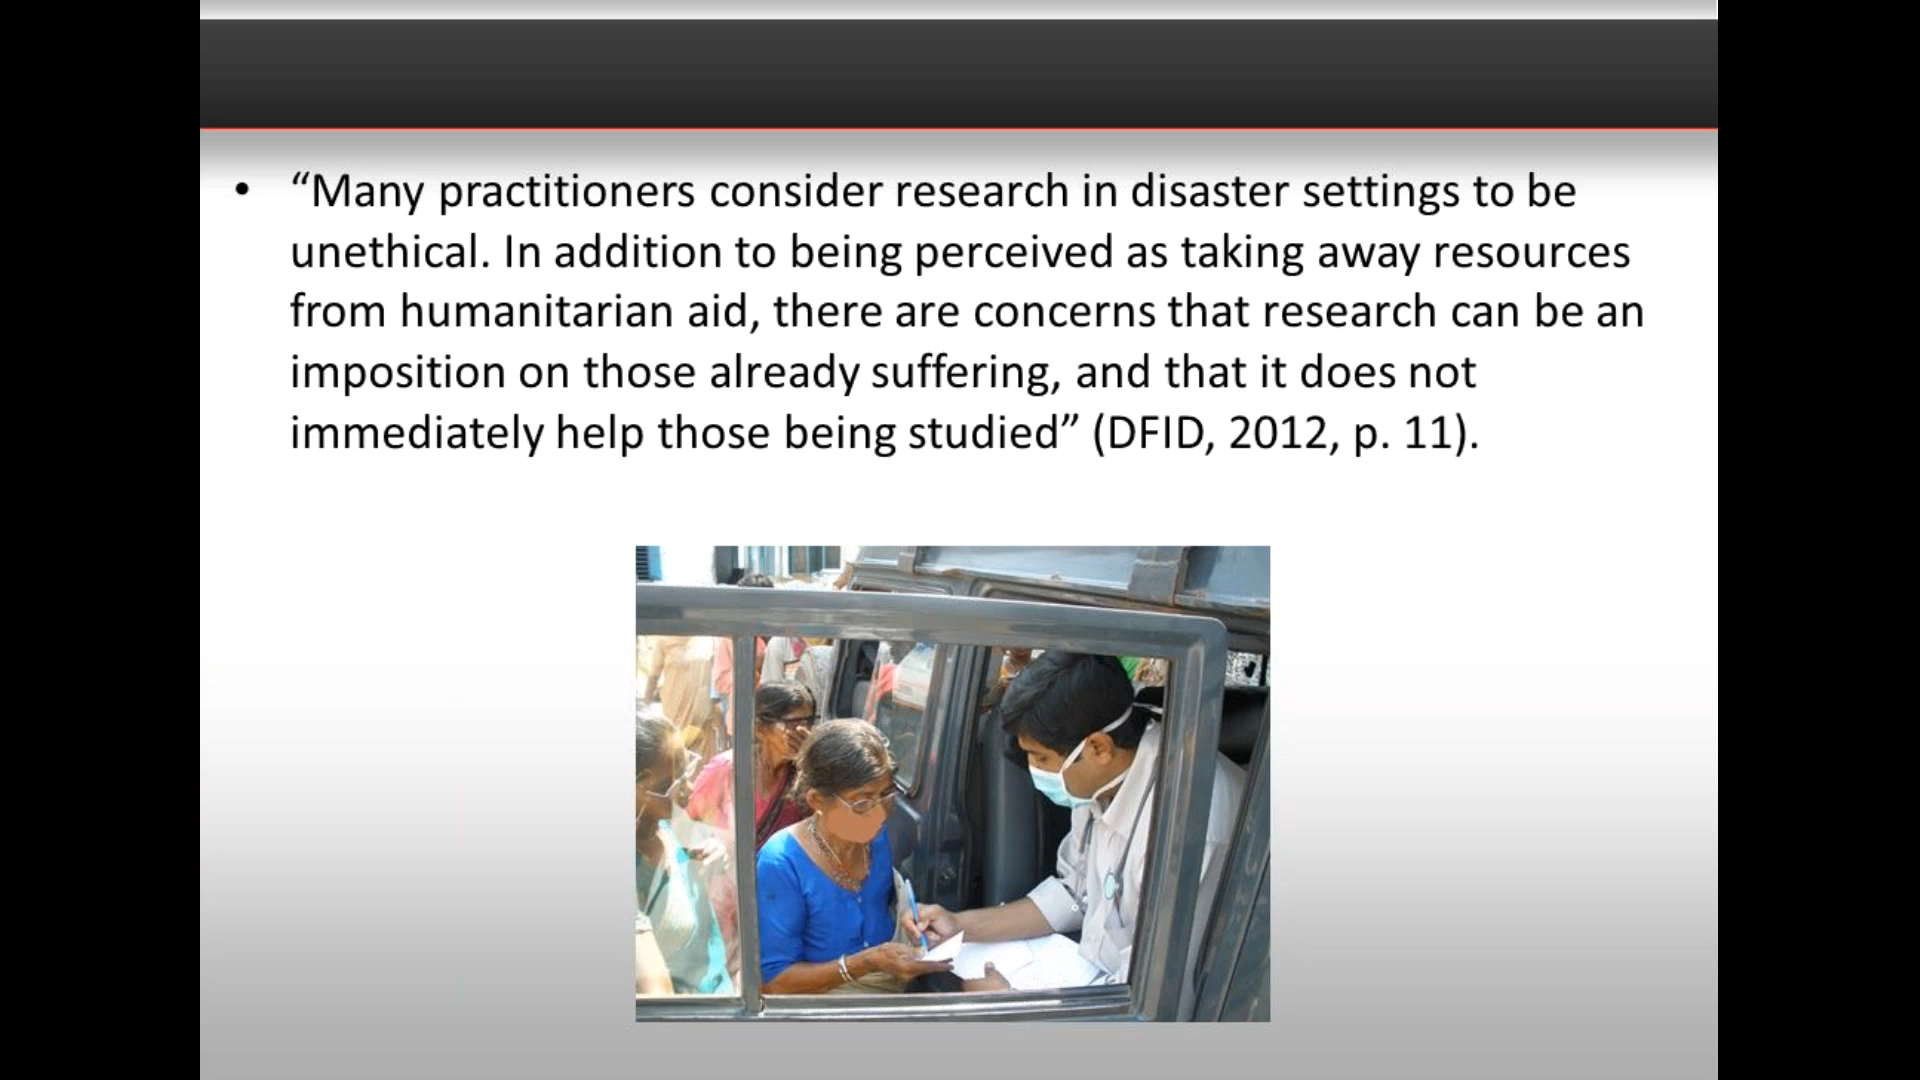 • “Many practitioners consider research in disaster settings to be
unethical. In addition to being perceived as taking away resources
from humanitarian aid, there are concerns that research can be an
imposition on those already suffering, and that it does not
immediately help those being studied” (DFID, 2012, p. 11).